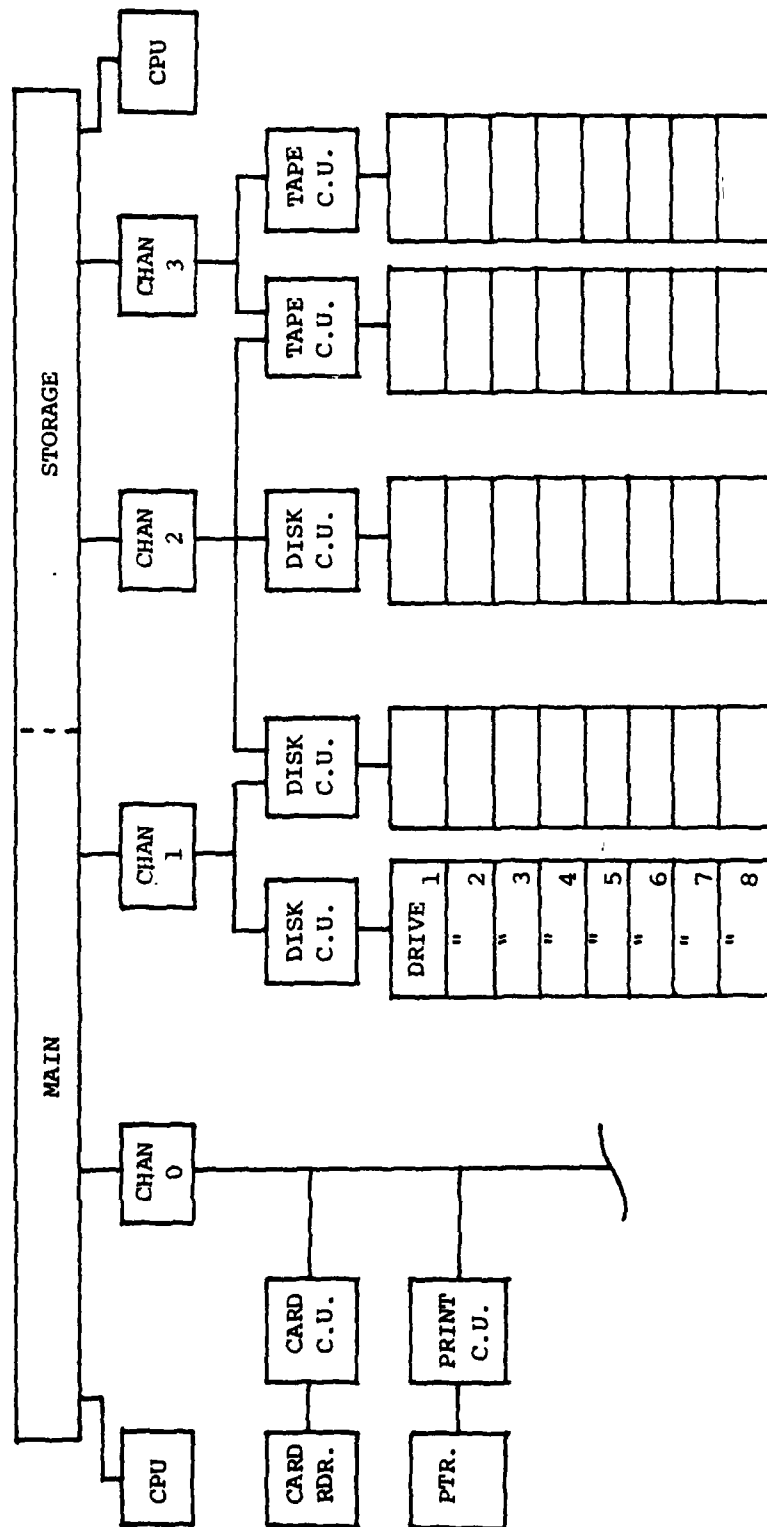 MAIN STORAGE
CPU
CHAN
0
CHAN
1
CHAN
2
CHAN
3
CPU
CARD
RDR.
CARD
C.U.
DISK
C.U.
DISK
C.U.
DISK
C.U.
TAPE
C.U.
TAPE
C.U.
PTR.
PRINT
C.U.
DRIVE 1
" 2
" 3
" 4
" 5
" 6
" 7
" 8